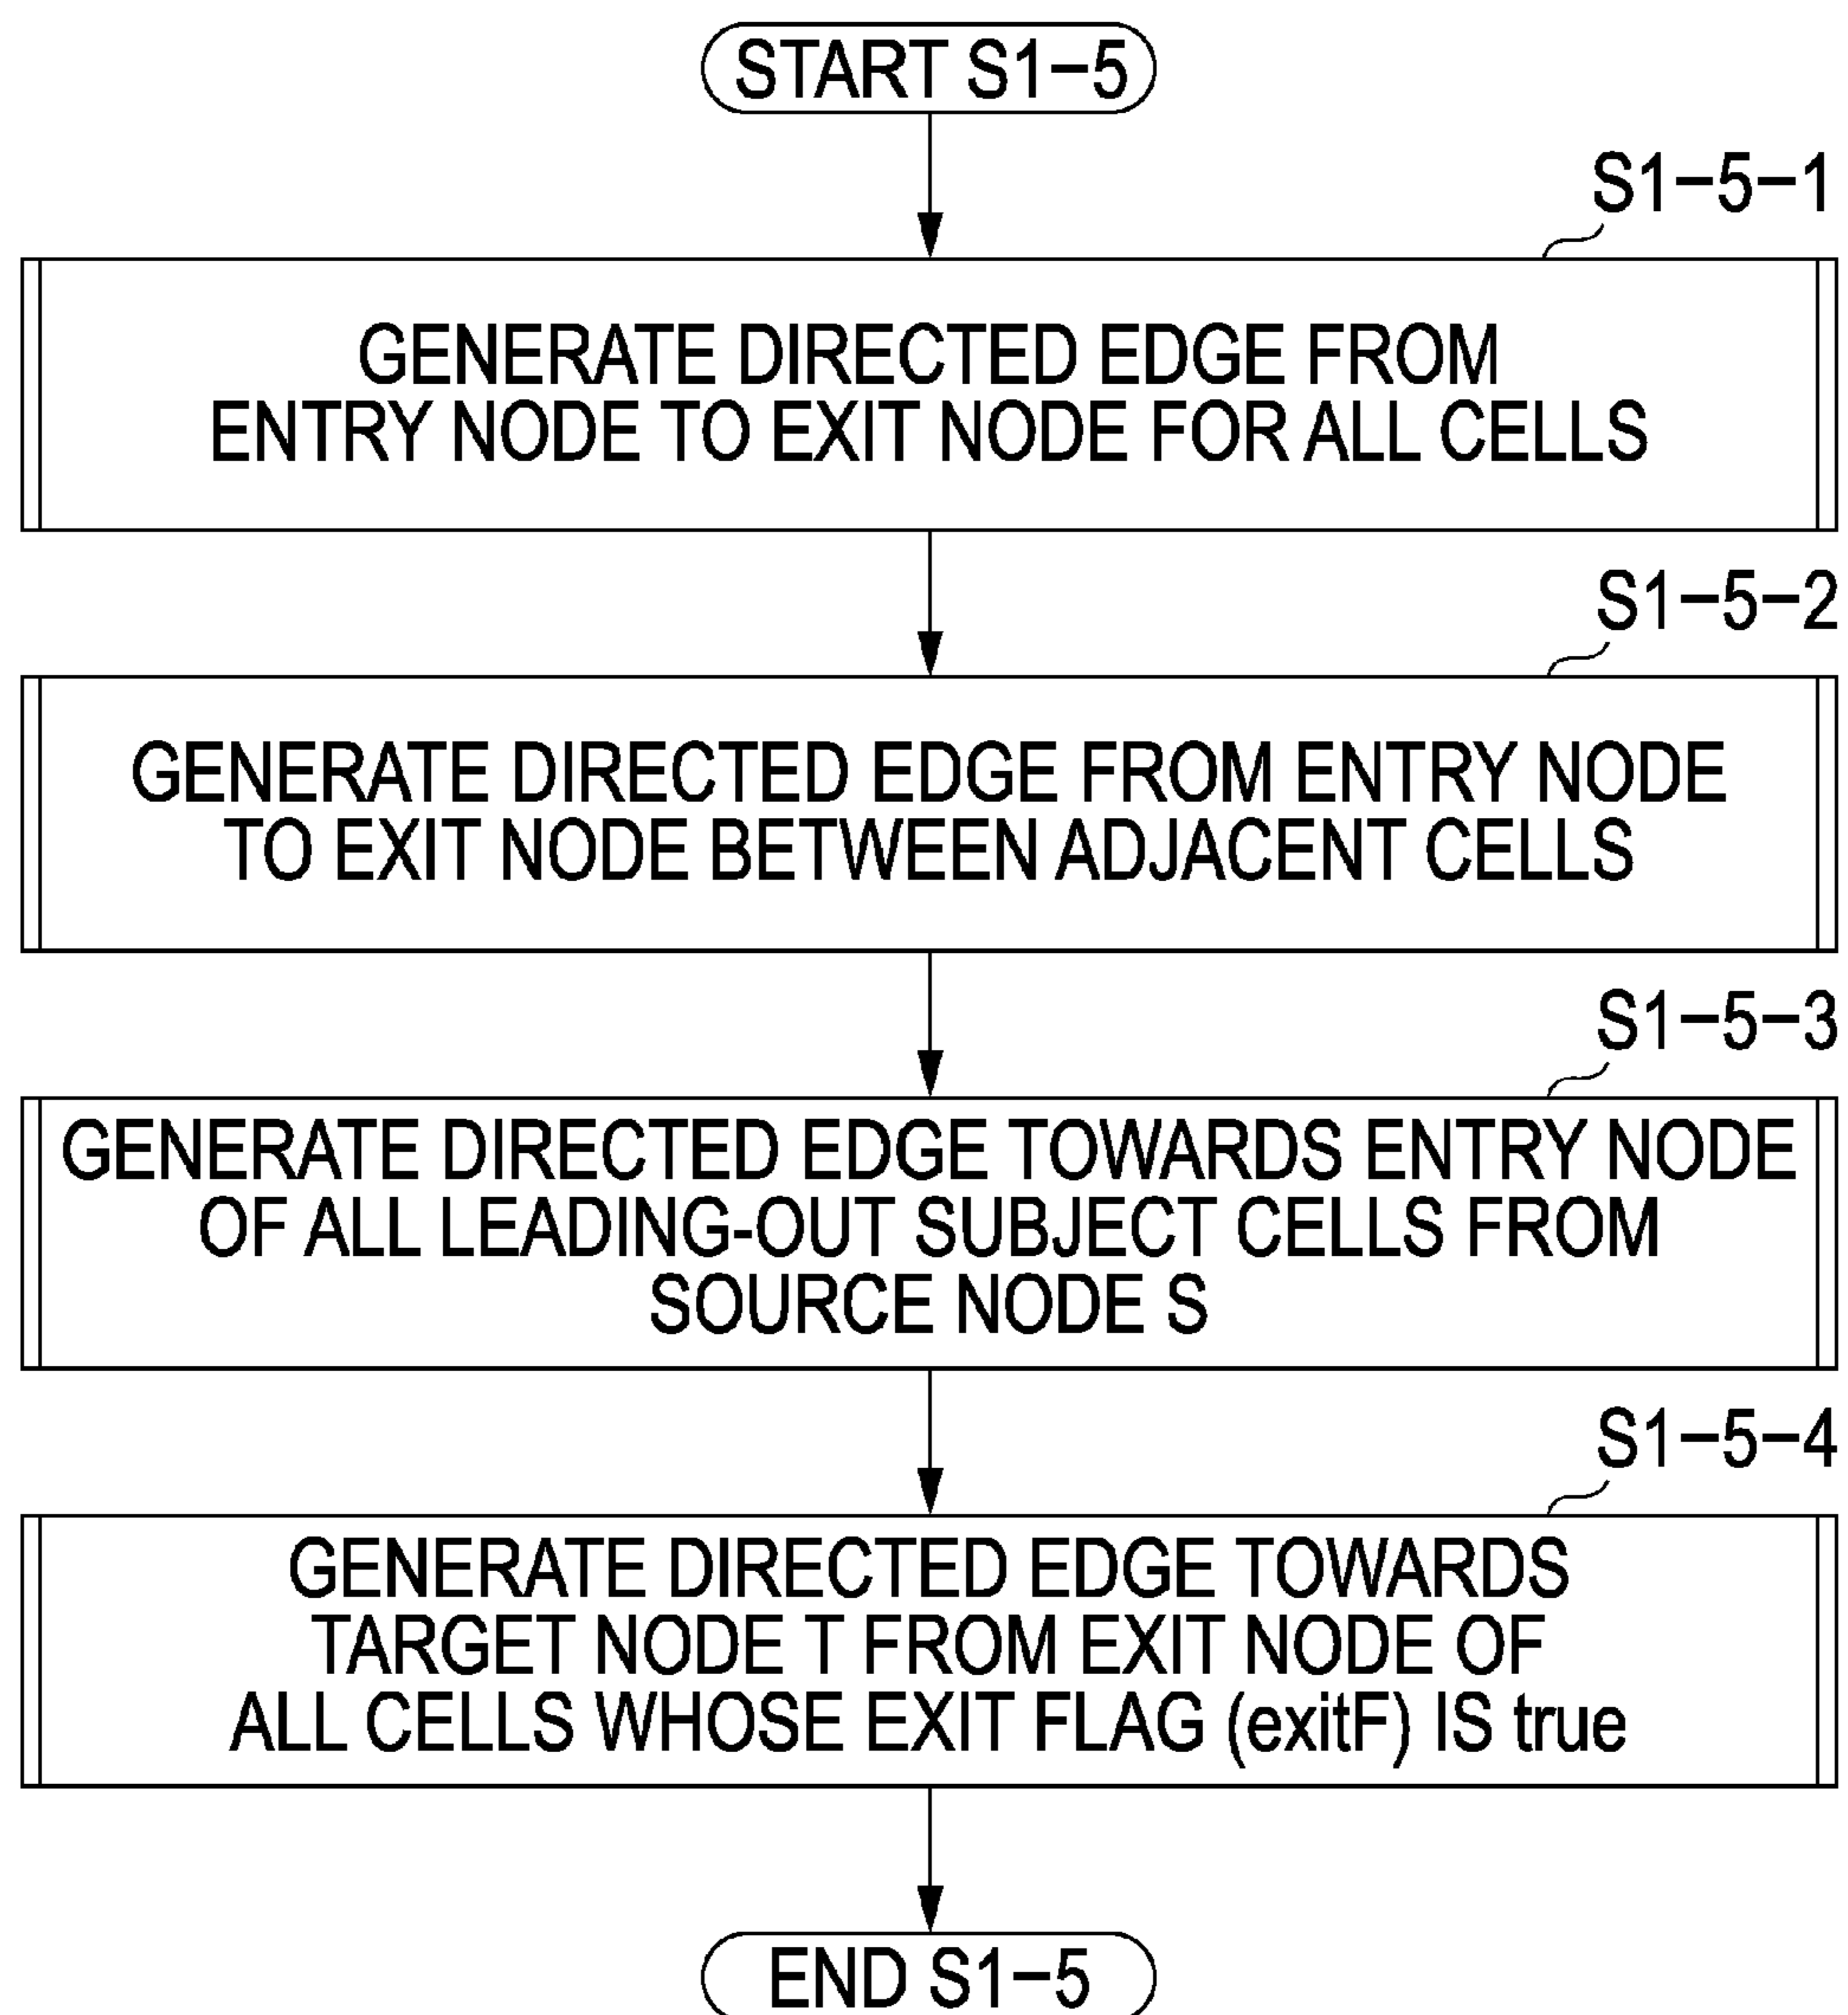 START S1-5
S1-5-1
GENERATE DIRECTED EDGE FROM
ENTRY NODE TO EXIT NODE FOR ALL CELLS
S1-5-2
GENERATE DIRECTED EDGE FROM ENTRY NODE
TO EXIT NODE BETWEEN ADJACENT CELLS
S1-5-3
GENERATE DIRECTED EDGE TOWARDS ENTRY NODE
OF ALL LEADING-OUT SUBJECT CELLS FROM
SOURCE NODE S
S1-5-4
GENERATE DIRECTED EDGE TOWARDS
TARGET NODE T FROM EXIT NODE OF
ALL CELLS WHOSE EXIT FLAG (exitF) IS true
END S1-5